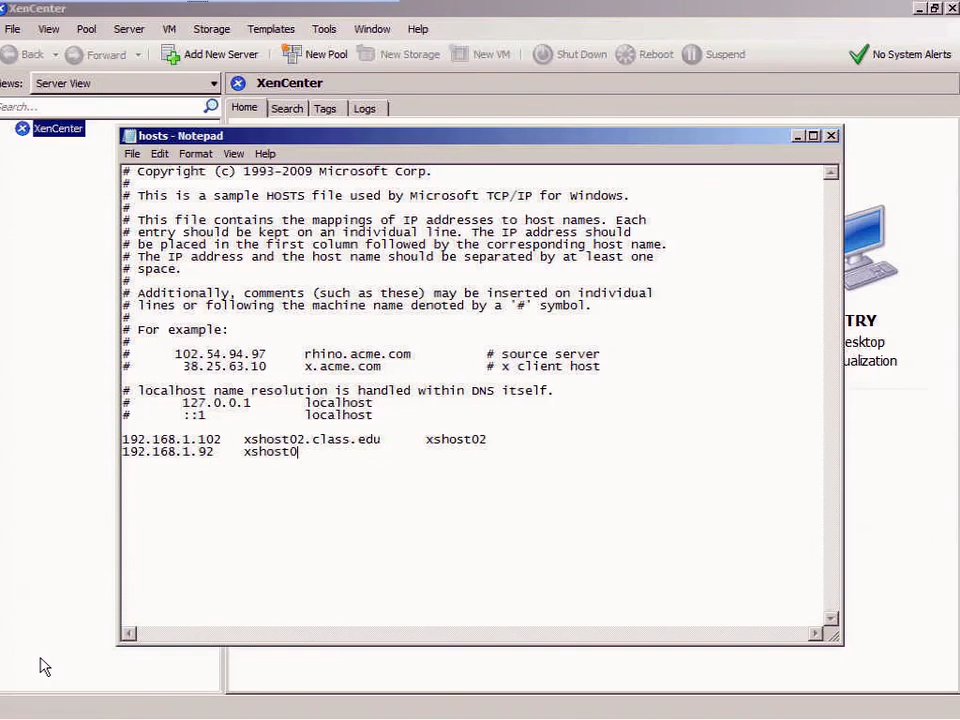 XenCenter
File View Pool Server VM Storage Templates Tools Window Help
Back Forward Add New Server New Pool New Storage New VM Shut Down Reboot Suspend No System Alerts
iews: Server View XenCenter
Search... Home Search Tags Logs
XenCenter
hosts - Notepad
File Edit Format View Help
# Copyright (c) 1993-2009 Microsoft Corp.
#
# This is a sample HOSTS file used by Microsoft TCP/IP for Windows.
#
# This file contains the mappings of IP addresses to host names. Each
# entry should be kept on an individual line. The IP address should
# be placed in the first column followed by the corresponding host name.
# The IP address and the host name should be separated by at least one
# space.
#
# Additionally, comments (such as these) may be inserted on individual
# lines or following the machine name denoted by a '#' symbol.
#
# For example:
#
# 102.54.94.97 rhino.acme.com # source server
# 38.25.63.10 x.acme.com # x client host
# localhost name resolution is handled within DNS itself.
# 127.0.0.1 localhost
# ::1 localhost
192.168.1.102 xshost02.class.edu xshost02
192.168.1.92 xshost0
TRY
esktop
ualization